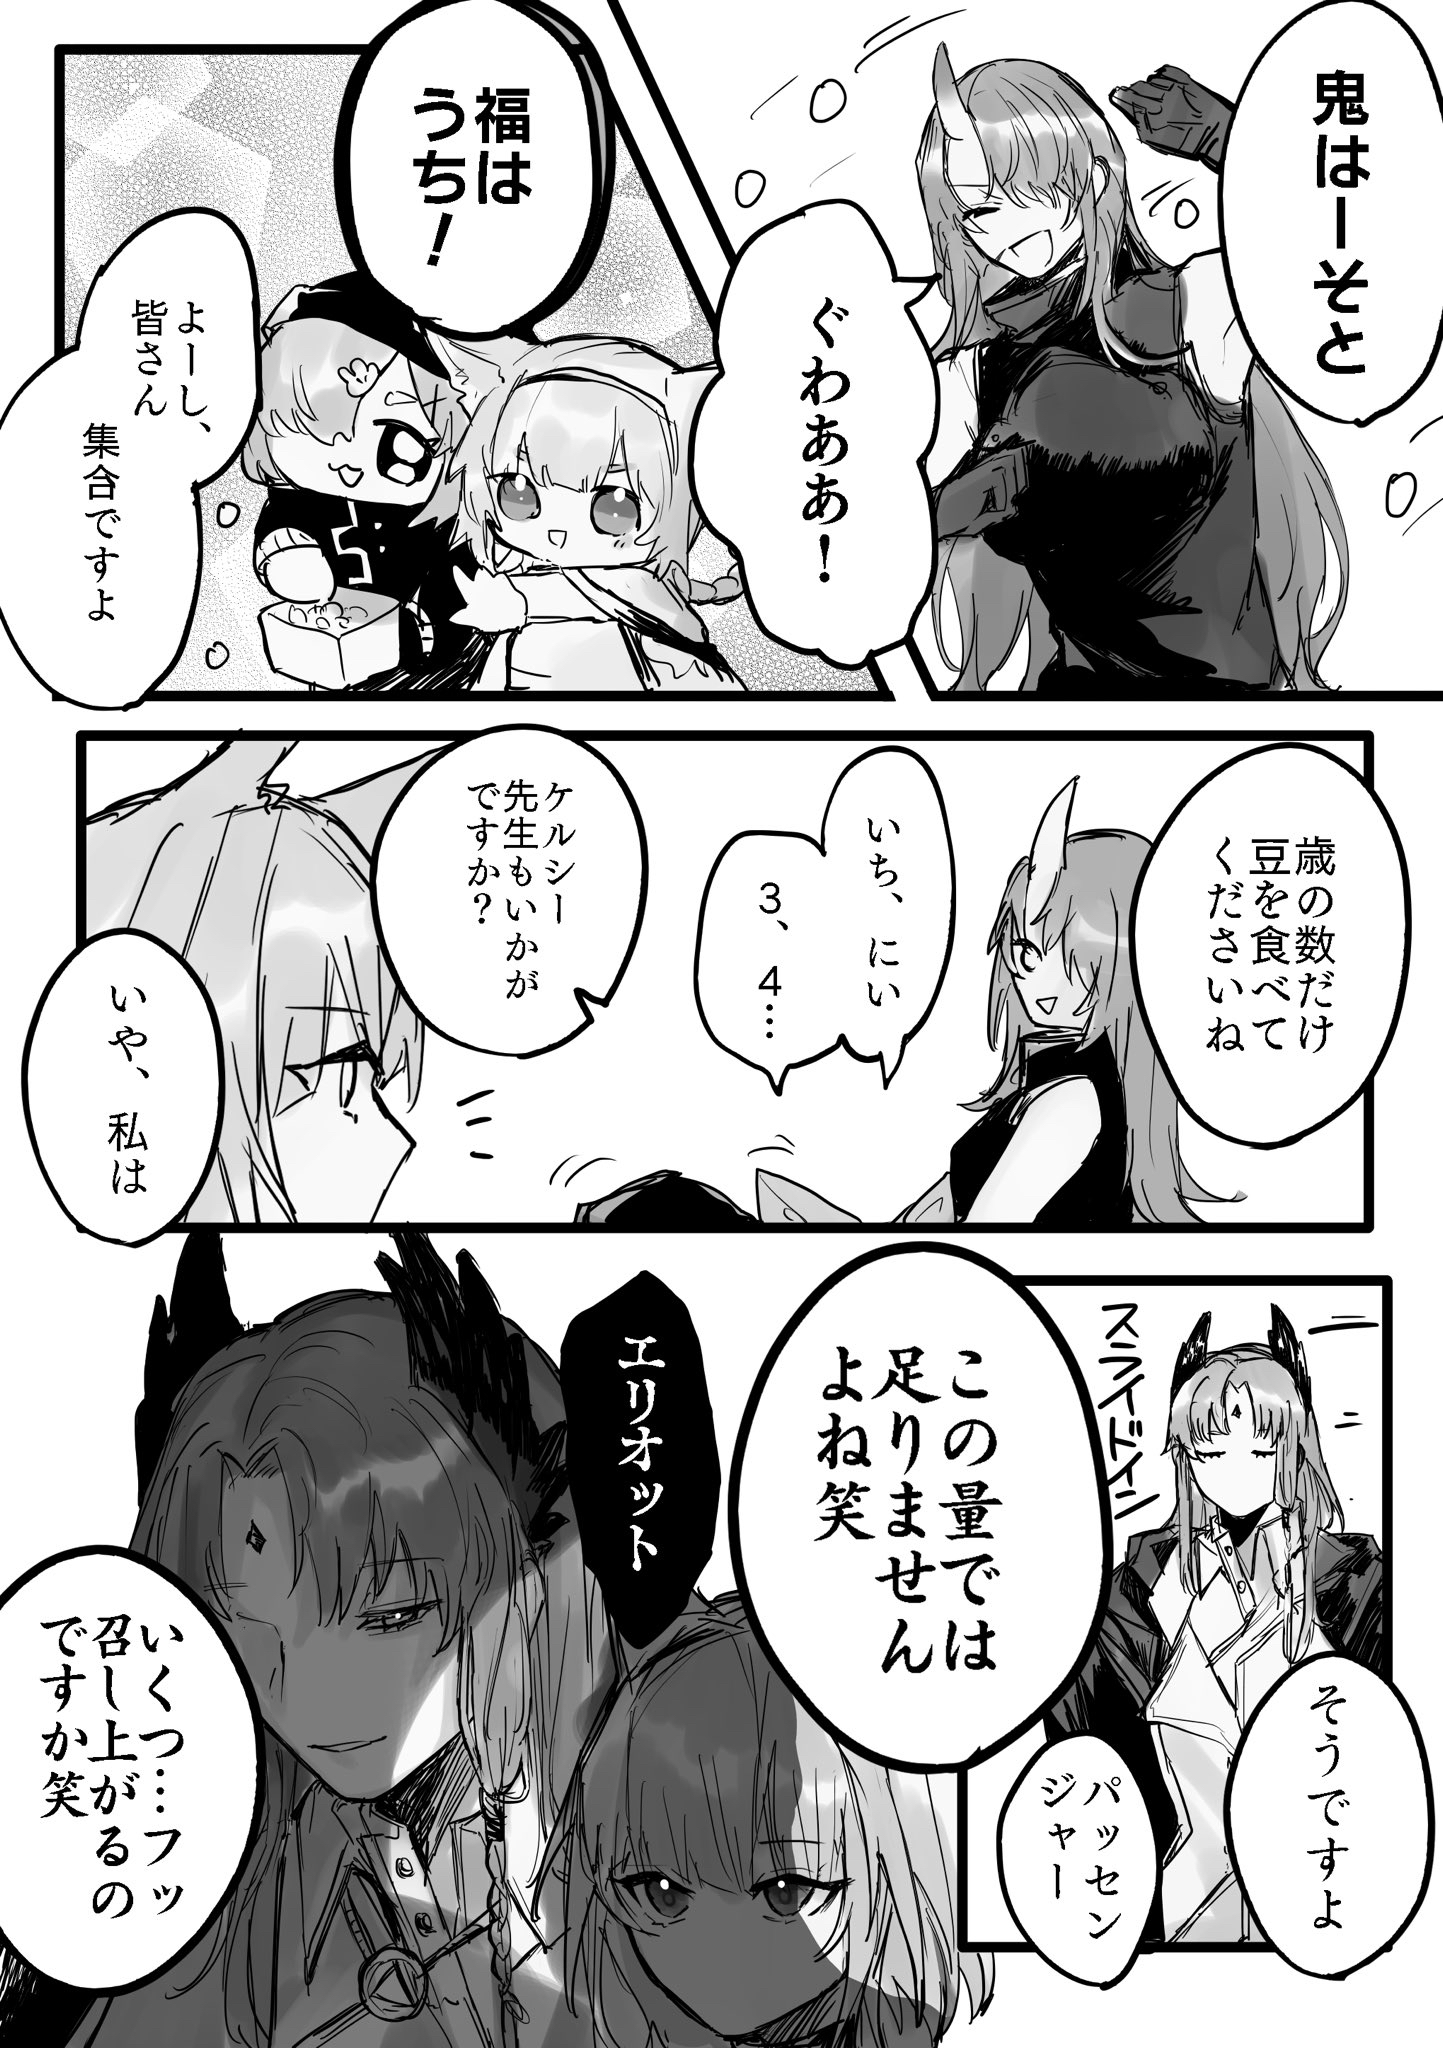 鬼はーそと
ぐわああ！
福は
うち！
よーし、
皆さん
集合ですよ
歳の数だけ
豆を食べて
くださいね
いち、にい
３、４…
ケルシー
先生もいかが
ですか？
いや、私は
スライドイン
そうですよ
パッセン
ジャー
この量では
足りません
よね笑
エリオット
いくつ…フッ
召し上がるの
ですか笑